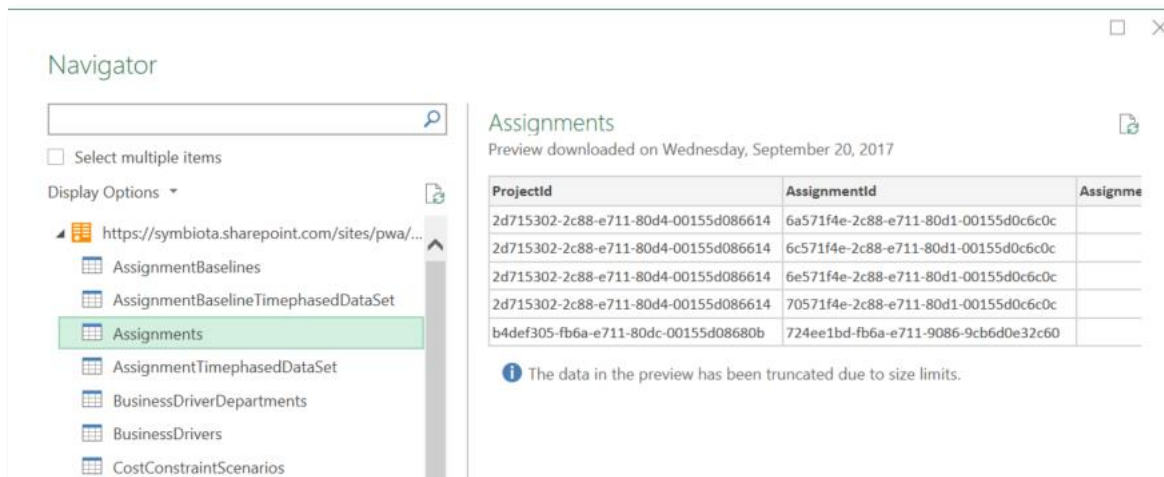 Navigator
Select multiple items
Display Options
https://symbiota.sharepoint.com/sites/pwa/...
AssignmentBaselines
AssignmentBaselineTimephasedDataSet
Assignments
AssignmentTimephasedDataSet
BusinessDriverDepartments
BusinessDrivers
CostConstraintScenarios
Assignments
Preview downloaded on Wednesday, September 20, 2017
ProjectId AssignmentId Assignme
2d715302-2c88-e711-80d4-00155d086614 6a571f4e-2c88-e711-80d1-00155d0c6c0c
2d715302-2c88-e711-80d4-00155d086614 6c571f4e-2c88-e711-80d1-00155d0c6c0c
2d715302-2c88-e711-80d4-00155d086614 6e571f4e-2c88-e711-80d1-00155d0c6c0c
2d715302-2c88-e711-80d4-00155d086614 70571f4e-2c88-e711-80d1-00155d0c6c0c
b4def305-fb6a-e711-80dc-00155d08680b 724ee1bd-fb6a-e711-9086-9cb6d0e32c60
The data in the preview has been truncated due to size limits.